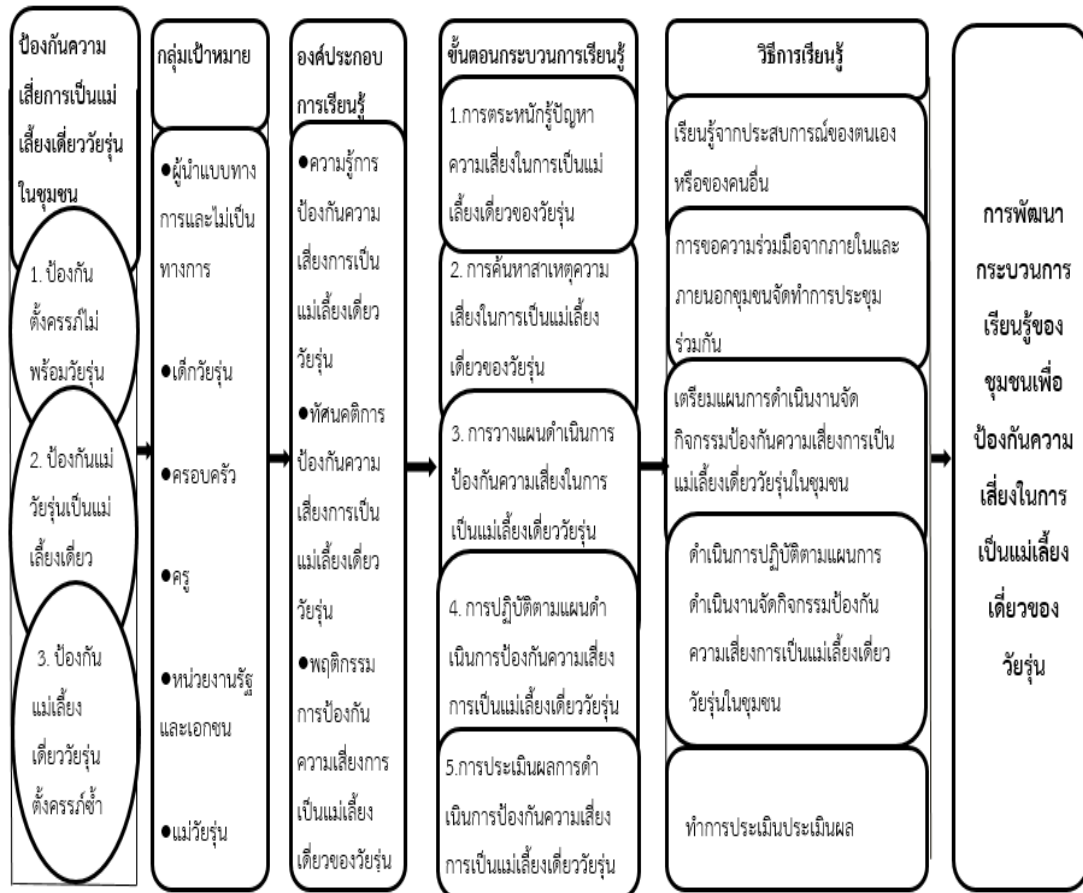 ป้องกันความ
เสี่ยการเป็นแม่
เลี้ยงเดี่ยววัยรุ่น
ในชุมชน
1. ป้องกัน
ตั้งครรภ์ไม่
พร้อมวัยรุ่น
2. ป้องกันแม่
วัยรุ่นเป็นแม่
เลี้ยงเดี่ยว
3. ป้องกัน
แม่เลี้ยง
เดี่ยววัยรุ่น
ตั้งครรภ์ซ้ำ
กลุ่มเป้าหมาย
●ผู้นำแบบทาง
การและไม่เป็น
ทางการ
●เด็กวัยรุ่น
●ครอบครัว
●ครู
●หน่วยงานรัฐ
และเอกชน
●แม่วัยรุ่น
องค์ประกอบ
การเรียนรู้
●ความรู้การ
ป้องกันความ
เสี่ยงการเป็น
แม่เลี้ยงเดี่ยว
วัยรุ่น
●ทัศนคติการ
ป้องกันความ
เสี่ยงการเป็น
แม่เลี้ยงเดี่ยว
วัยรุ่น
●พฤติกรรม
การป้องกัน
ความเสี่ยงการ
เป็นแม่เลี้ยง
เดี่ยวของวัยรุ่น
ขั้นตอนกระบวนการเรียนรู้
1.การตระหนักรู้ปัญหา
ความเสี่ยงในการเป็นแม่
เลี้ยงเดี่ยวของวัยรุ่น
2. การค้นหาสาเหตุความ
เสี่ยงในการเป็นแม่เลี้ยง
เดี่ยวของวัยรุ่น
3. การวางแผนดำเนินการ
ป้องกันความเสี่ยงในการ
เป็นแม่เลี้ยงเดี่ยววัยรุ่น
4. การปฏิบัติตามแผนดำ
เนินการป้องกันความเสี่ยง
การเป็นแม่เลี้ยงเดี่ยววัยรุ่น
5.การประเมินผลการดำ
เนินการป้องกันความเสี่ยง
การเป็นแม่เลี้ยงเดี่ยววัยรุ่น
วิธีการเรียนรู้
เรียนรู้จากประสบการณ์ของตนเอง
หรือของคนอื่น
การขอความร่วมมือจากภายในและ
ภายนอกชุมชนจัดทำการประชุม
ร่วมกัน
เตรียมแผนการดำเนินงานจัด
กิจกรรมป้องกันความเสี่ยงการเป็น
แม่เลี้ยงเดี่ยววัยรุ่นในชุมชน
ดำเนินการปฏิบัติตามแผนการ
ดำเนินงานจัดกิจกรรมป้องกัน
ความเสี่ยงการเป็นแม่เลี้ยงเดี่ยว
วัยรุ่นในชุมชน
ทำการประเมินประเมินผล
การพัฒนา
กระบวนการ
เรียนรู้ของ
ชุมชนเพื่อ
ป้องกันความ
เสี่ยงในการ
เป็นแม่เลี้ยง
เดี่ยวของ
วัยรุ่น